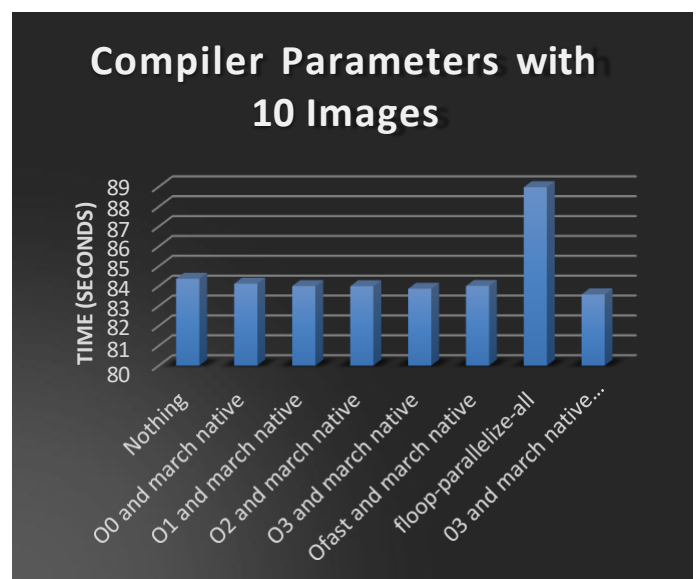 Compiler Parameters with
10 Images
TIME (SECONDS)
89
88
87
86
85
84
83
82
81
80
Nothing
O0 and march native
O1 and march native
O2 and march native
O3 and march native
Ofast and march native
floop-parallelize-all
03 and march native...